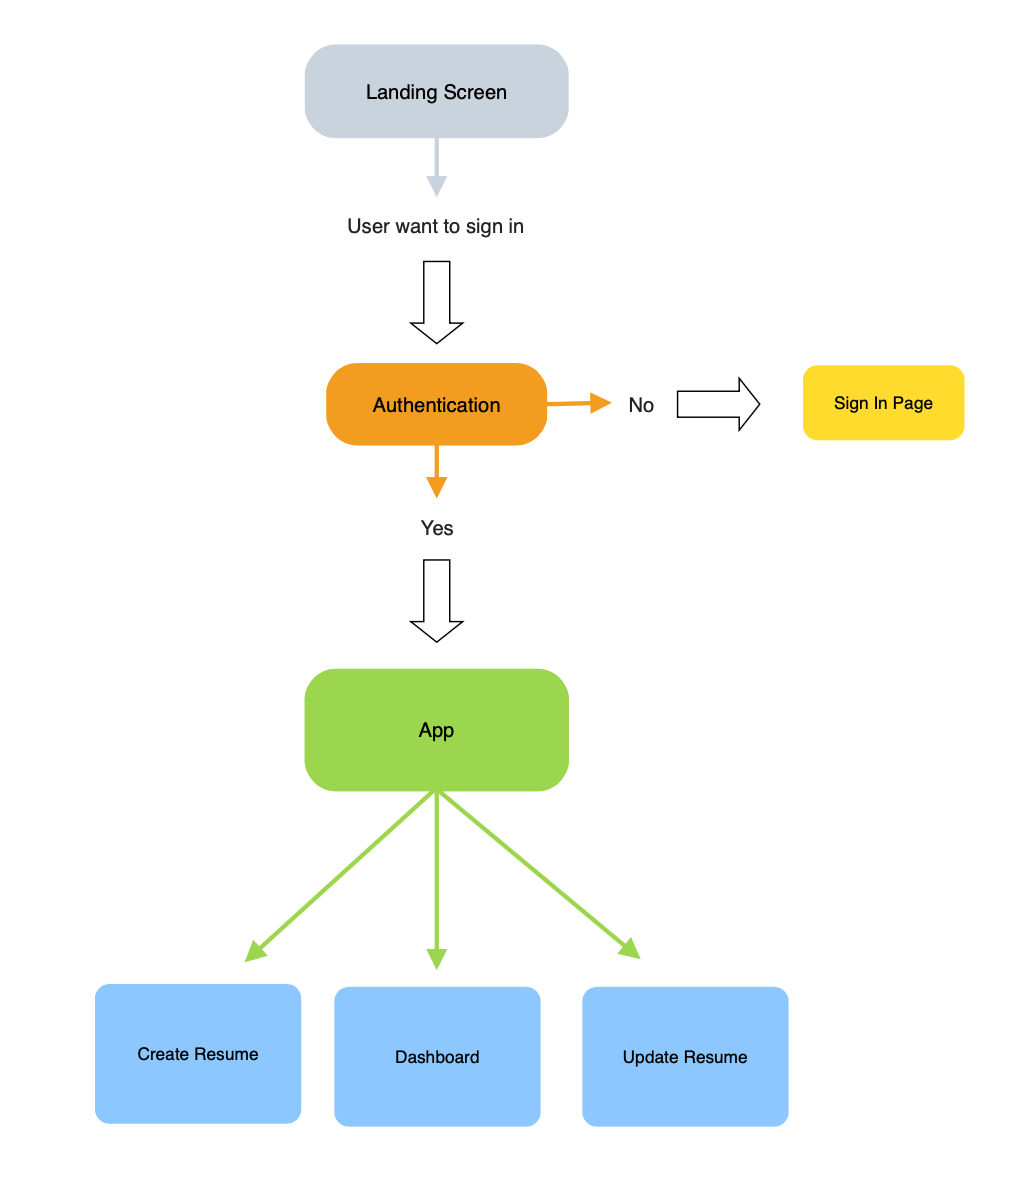 Landing Screen
User want to sign in
Authentication
No
Sign In Page
Yes
App
Create Resume
Dashboard
Update Resume